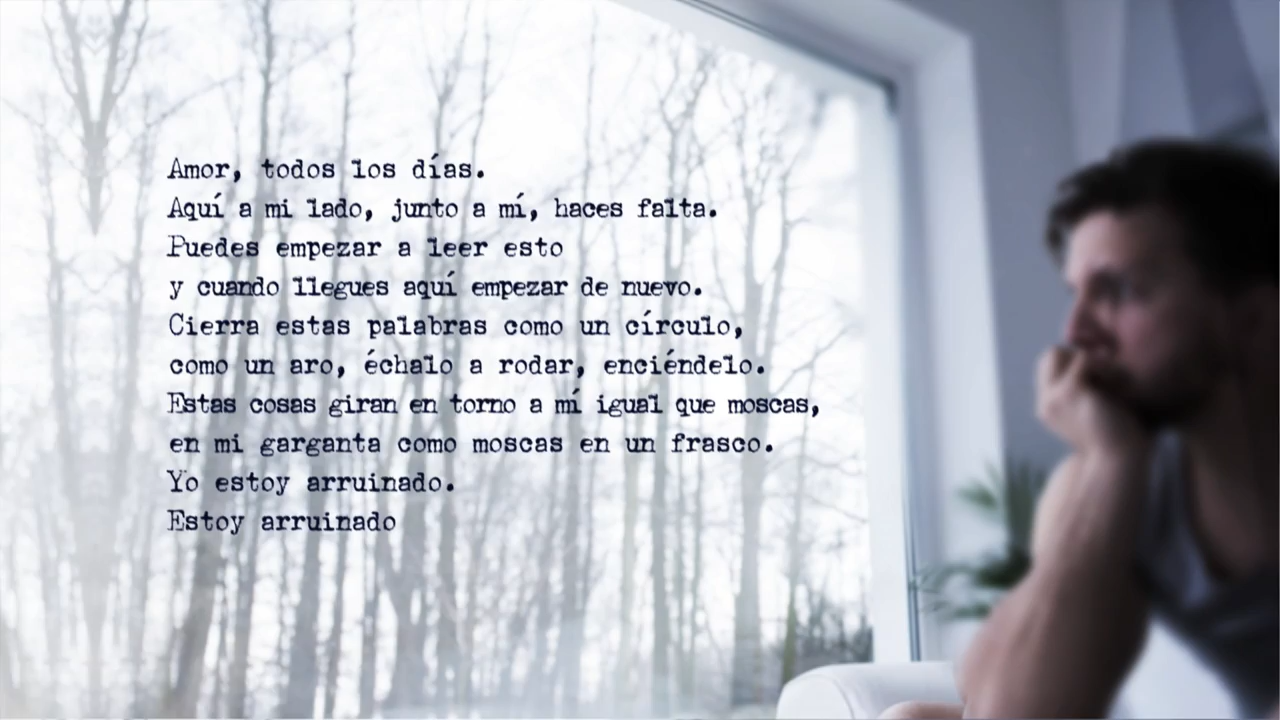 Amor, todos los días.
Aquí a mi lado, junto a mí, haces falta.
Puedes empezar a leer esto
y cuando llegues aquí empezar de nuevo.
Cierra estas palabras como un círculo,
como un aro, échalo a rodar, enciéndelo.
Estas cosas giran en torno a mí igual que moscas,
en mi garganta como moscas en un frasco.
Yo estoy arruinado.
Estoy arruinado